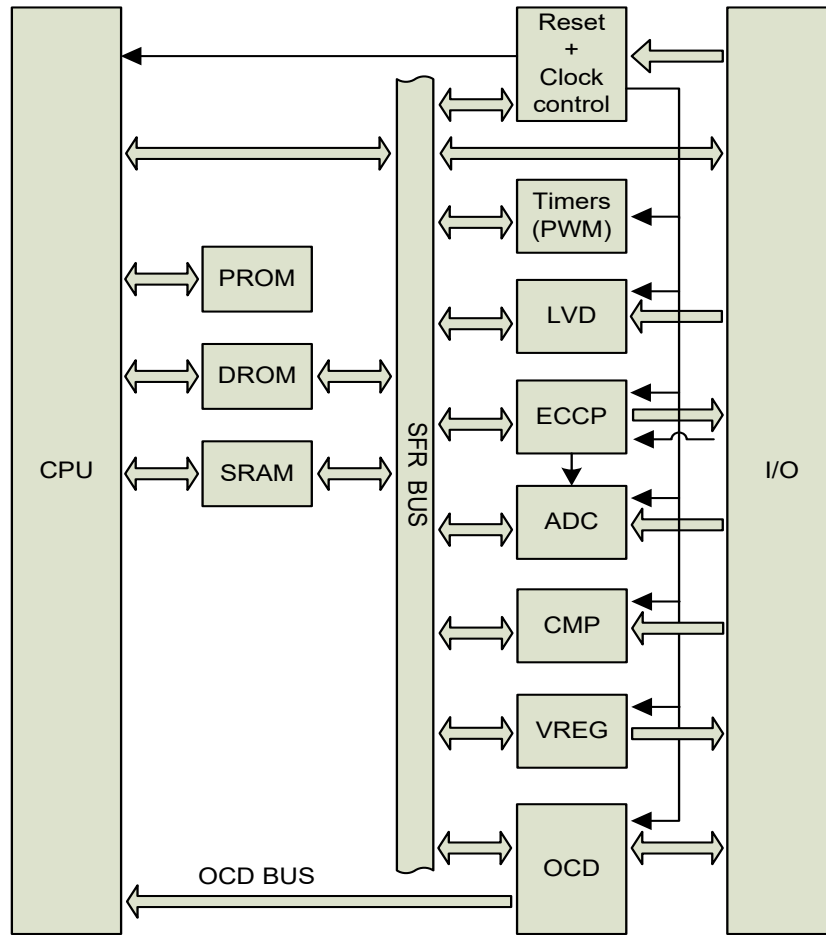 Reset
+
Clock
control
Timers
(PWM)
PROM
LVD
DROM
ECCP
CPU
SRAM
SFR BUS
ADC
I/O
CMP
VREG
OCD BUS
OCD